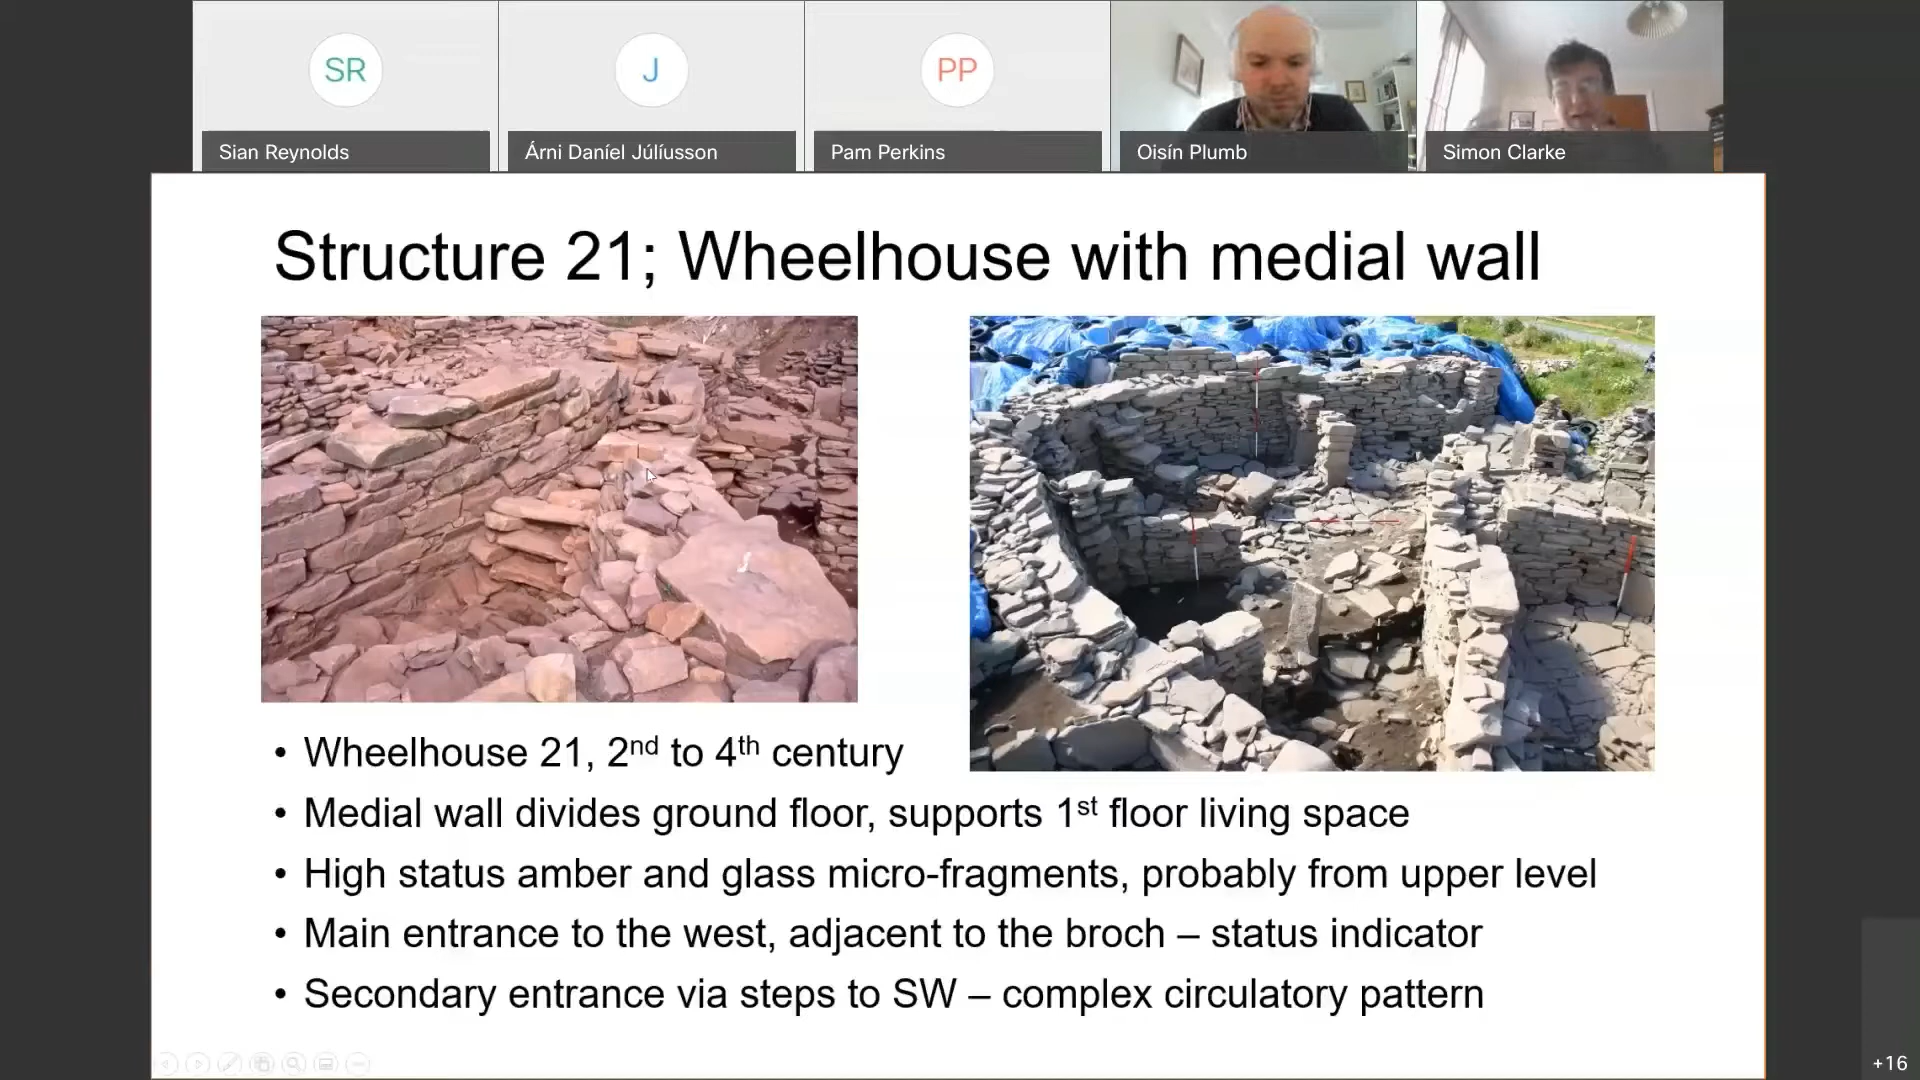 SR
J
PP
Sian Reynolds
Árni Daníel Júlíusson
Pam Perkins
Oisín Plumb
Simon Clarke
Structure 21; Wheelhouse with medial wall
• Wheelhouse 21, 2nd to 4th century
• Medial wall divides ground floor, supports 1st floor living space
• High status amber and glass micro-fragments, probably from upper level
• Main entrance to the west, adjacent to the broch – status indicator
• Secondary entrance via steps to SW – complex circulatory pattern
+16